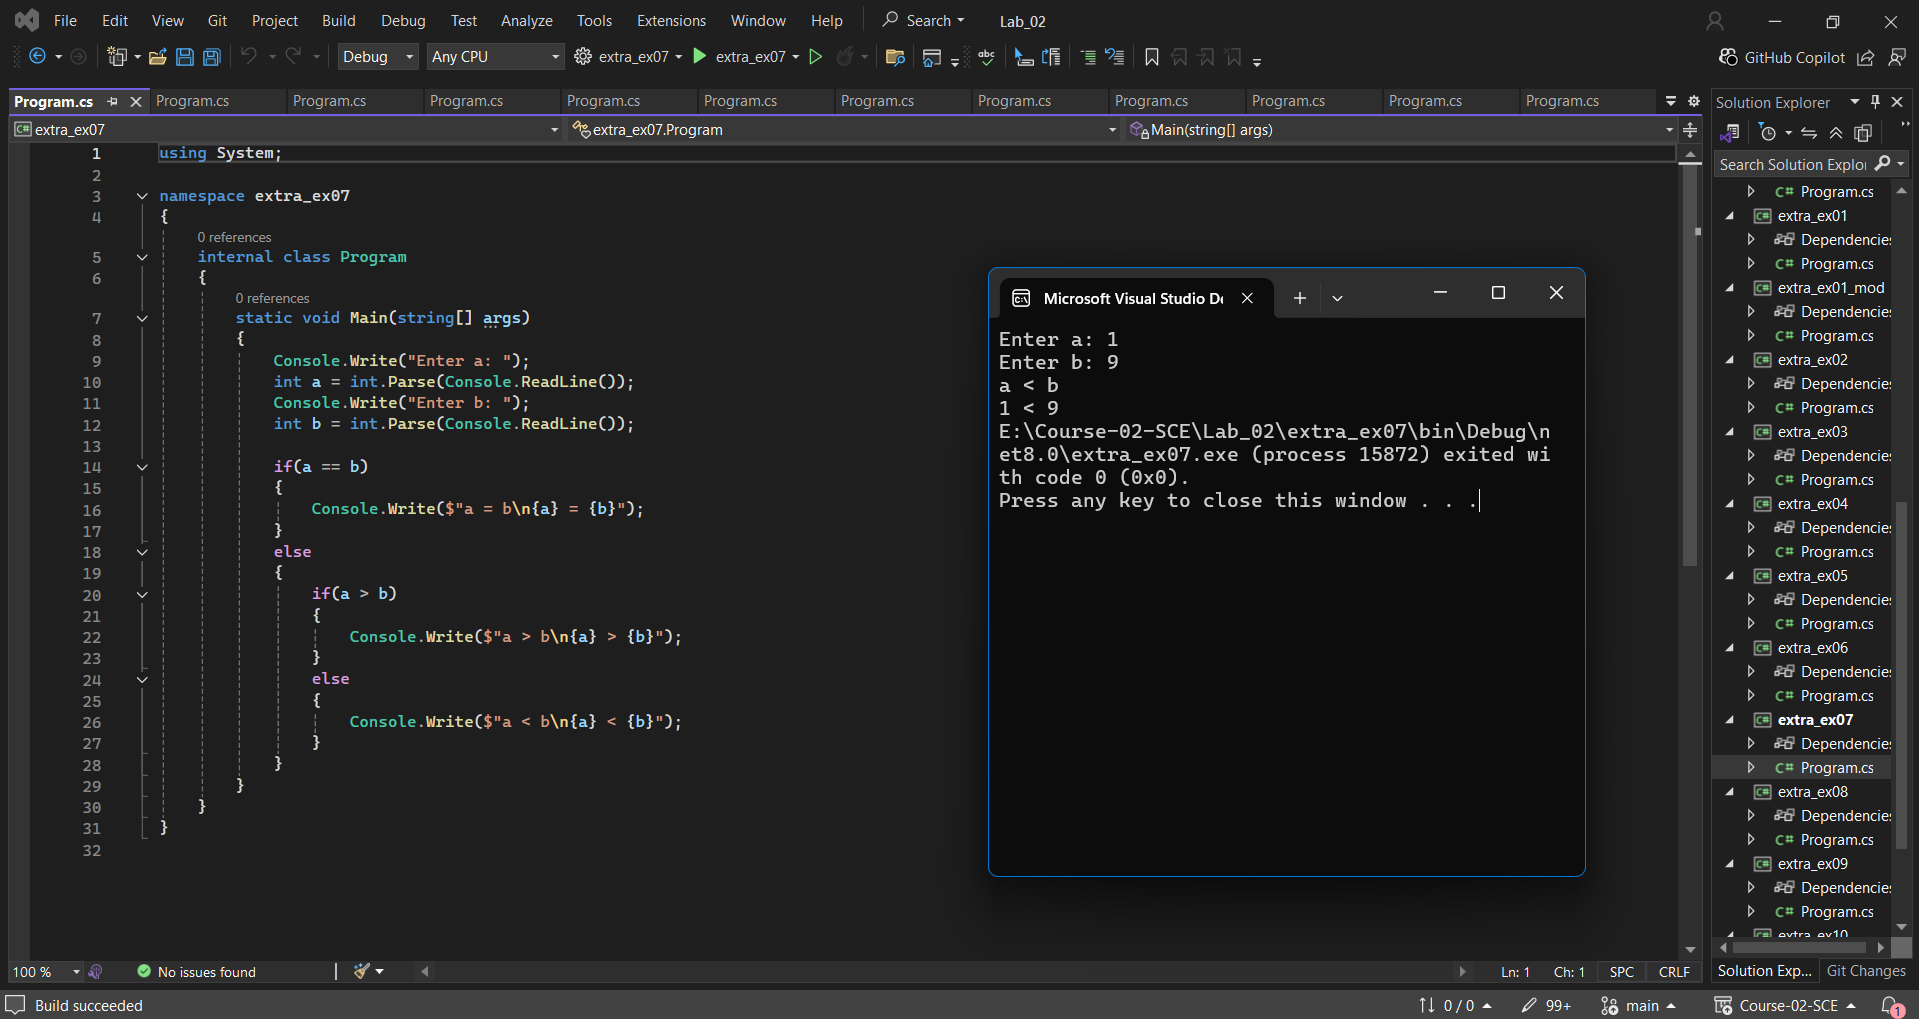 File Edit View Git Project Build Debug Test Analyze Tools Extensions Window Help Search Lab_02
Debug Any CPU extra_ex07 extra_ex07 GitHub Copilot
Program.cs Program.cs Program.cs Program.cs Program.cs Program.cs Program.cs Program.cs Program.cs Program.cs Program.cs Program.cs
extra_ex07 extra_ex07.Program Main(string[] args)
1 using System;
2
3 namespace extra_ex07
4 {
0 references
5 internal class Program
6 {
0 references
7 static void Main(string[] args)
8 {
9 Console.Write("Enter a: ");
10 int a = int.Parse(Console.ReadLine());
11 Console.Write("Enter b: ");
12 int b = int.Parse(Console.ReadLine());
13
14 if(a == b)
15 {
16 Console.Write($"a = b\n{a} = {b}");
17 }
18 else
19 {
20 if(a > b)
21 {
22 Console.Write($"a > b\n{a} > {b}");
23 }
24 else
25 {
26 Console.Write($"a < b\n{a} < {b}");
27 }
28 }
29 }
30 }
31 }
32
Microsoft Visual Studio De
Enter a: 1
Enter b: 9
a < b
1 < 9
E:\Course-02-SCE\Lab_02\extra_ex07\bin\Debug\n
et8.0\extra_ex07.exe (process 15872) exited wi
th code 0 (0x0).
Press any key to close this window . . .
Solution Explorer
Search Solution Explo
C# Program.cs
C# extra_ex01
Dependencies
C# Program.cs
C# extra_ex01_mod
Dependencies
C# Program.cs
C# extra_ex02
Dependencies
C# Program.cs
C# extra_ex03
Dependencies
C# Program.cs
C# extra_ex04
Dependencies
C# Program.cs
C# extra_ex05
Dependencies
C# Program.cs
C# extra_ex06
Dependencies
C# Program.cs
C# extra_ex07
Dependencies
C# Program.cs
C# extra_ex08
Dependencies
C# Program.cs
C# extra_ex09
Dependencies
C# Program.cs
C# extra_ex10
100 % No issues found Ln: 1 Ch: 1 SPC CRLF
Solution Exp... Git Changes
Build succeeded 0 / 0 99+ main Course-02-SCE 1